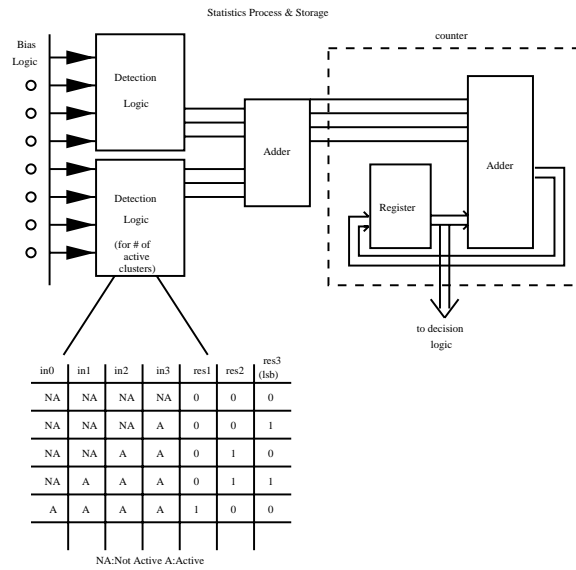 Statistics Process & Storage
counter
Bias
Logic
Detection
Logic
Adder
Adder
Register
Detection
Logic
(for # of
active
clusters)
to decision
logic
in0 in1 in2 in3 res1 res2 res3
(lsb)
NA NA NA NA 0 0 0
NA NA NA A 0 0 1
NA NA A A 0 1 0
NA A A A 0 1 1
A A A A 1 0 0
NA:Not Active A:Active